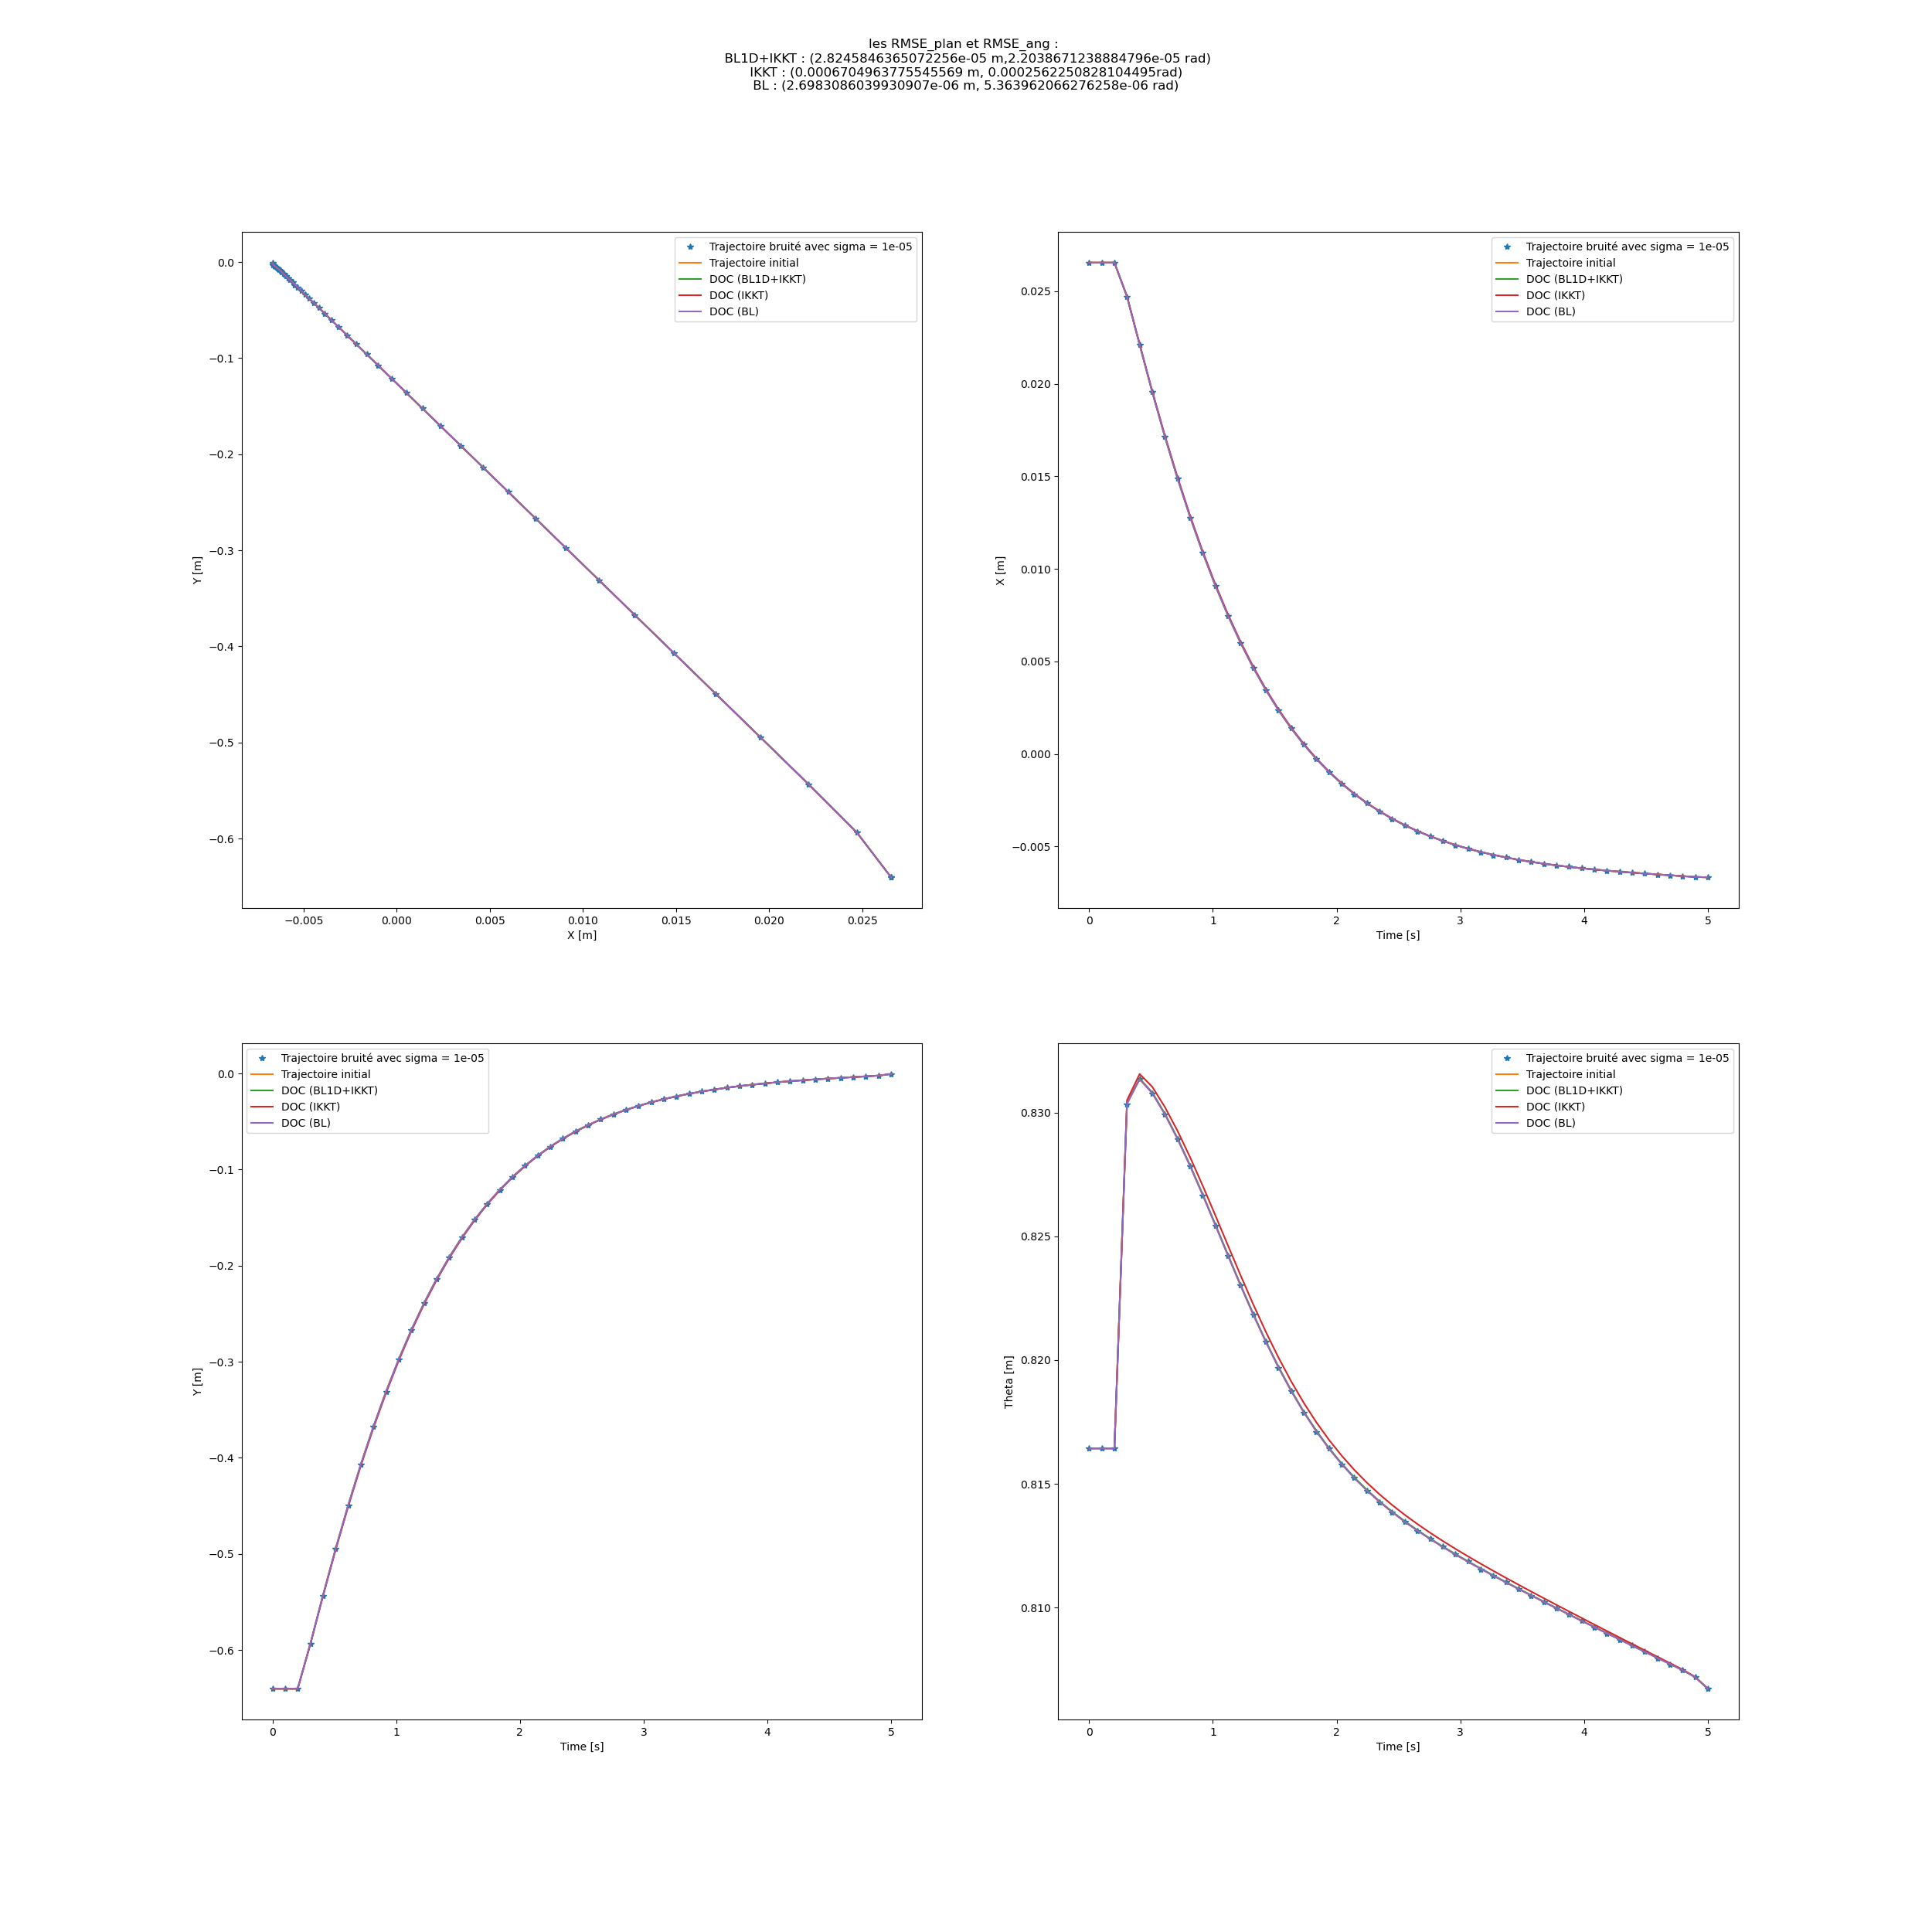 les RMSE_plan et RMSE_ang :
BL1D+IKKT : (2.8245846365072256e-05 m,2.2038671238884796e-05 rad)
IKKT : (0.0006704963775545569 m, 0.0002562250828104495rad)
BL : (2.6983086039930907e-06 m, 5.363962066276258e-06 rad)
Trajectoire bruité avec sigma = 1e-05
Trajectoire initial
DOC (BL1D+IKKT)
DOC (IKKT)
DOC (BL)
0.0
−0.1
−0.2
−0.3
−0.4
−0.5
−0.6
Y [m]
−0.005
0.000
0.005
0.010
0.015
0.020
0.025
X [m]
Trajectoire bruité avec sigma = 1e-05
Trajectoire initial
DOC (BL1D+IKKT)
DOC (IKKT)
DOC (BL)
0.025
0.020
0.015
0.010
0.005
0.000
−0.005
X [m]
0
1
2
3
4
5
Time [s]
Trajectoire bruité avec sigma = 1e-05
Trajectoire initial
DOC (BL1D+IKKT)
DOC (IKKT)
DOC (BL)
0.0
−0.1
−0.2
−0.3
−0.4
−0.5
−0.6
Y [m]
0
1
2
3
4
5
Time [s]
Trajectoire bruité avec sigma = 1e-05
Trajectoire initial
DOC (BL1D+IKKT)
DOC (IKKT)
DOC (BL)
0.830
0.825
0.820
0.815
0.810
Theta [m]
0
1
2
3
4
5
Time [s]